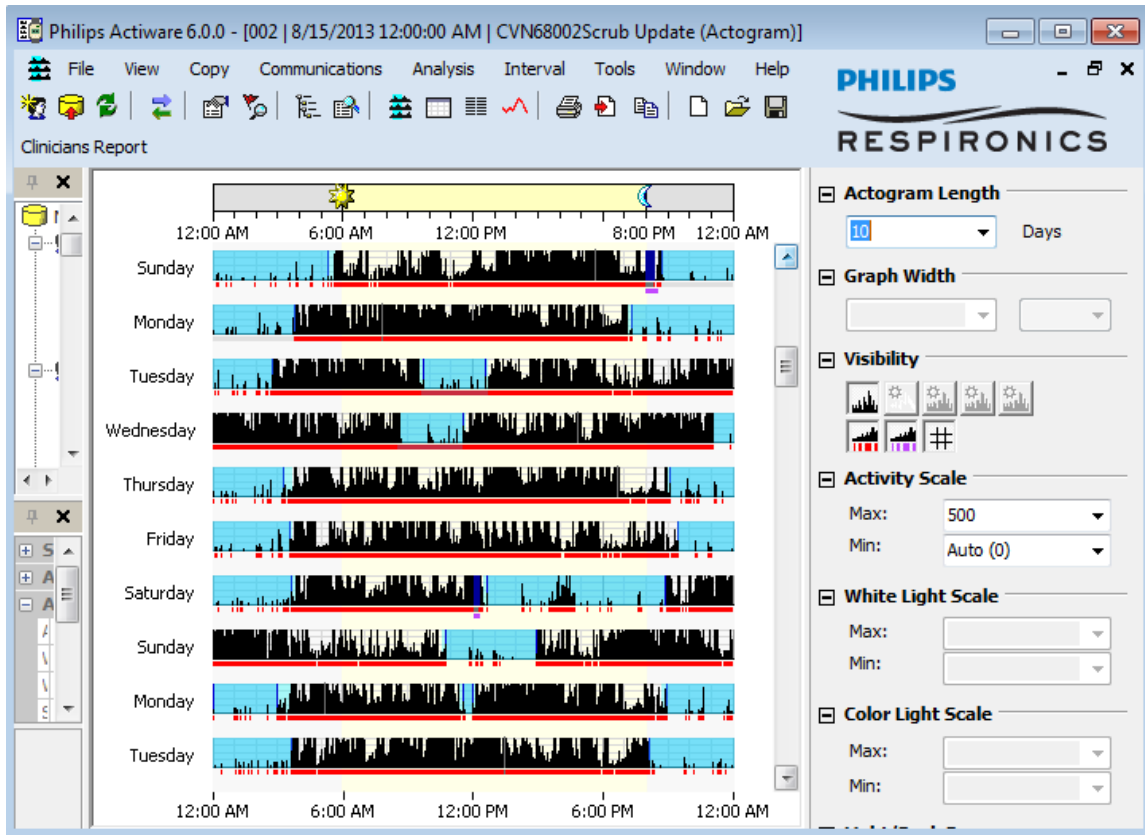 Philips Actiware 6.0.0 - [002 | 8/15/2013 12:00:00 AM | CVN68002Scrub Update (Actogram)]
File View Copy Communications Analysis Interval Tools Window Help
Clinicians Report
PHILIPS
RESPIRONICS
12:00 AM 6:00 AM 12:00 PM 8:00 PM 12:00 AM
Sunday
Monday
Tuesday
Wednesday
Thursday
Friday
Saturday
Sunday
Monday
Tuesday
12:00 AM 6:00 AM 12:00 PM 6:00 PM 12:00 AM
S
A
A
Actogram Length
10 Days
Graph Width
Visibility
Activity Scale
Max: 500
Min: Auto (0)
White Light Scale
Max:
Min:
Color Light Scale
Max:
Min: